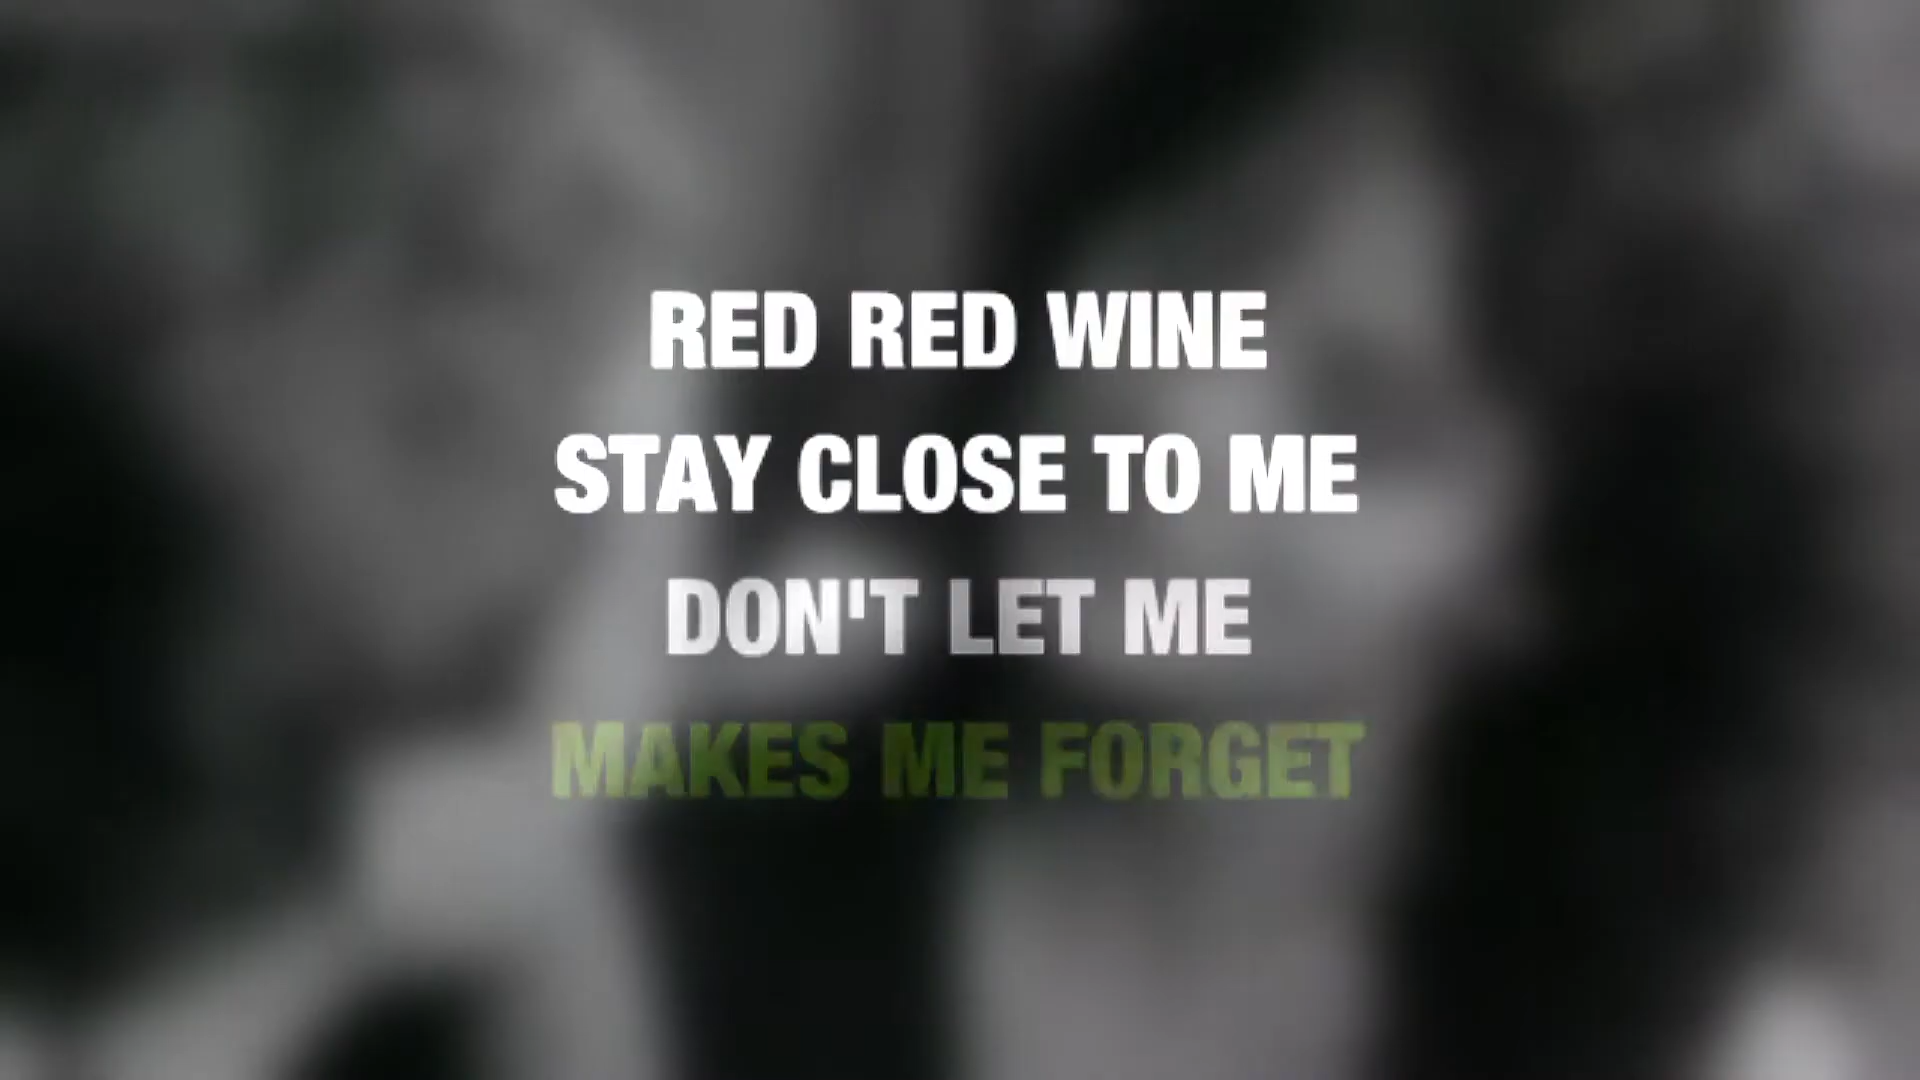 RED RED WINE
STAY CLOSE TO ME
DON'T LET ME
MAKES ME FORGET